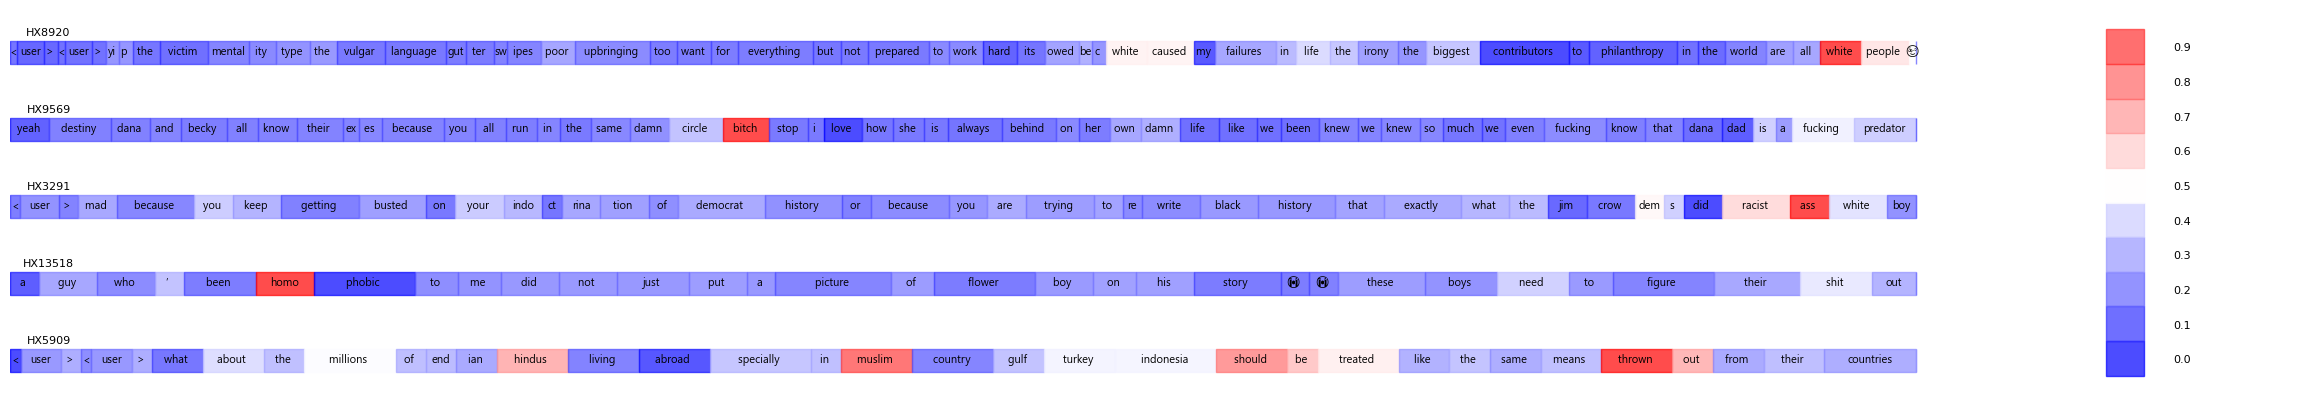 HX8920
< user > < user > yi p the victim mental ity type the vulgar language gut ter sw ipes poor upbringing too want for everything but not prepared to work hard its owed be c white caused my failures in life the irony the biggest contributors to philanthropy in the world are all white people
HX9569
yeah destiny dana and becky all know their ex es because you all run in the same damn circle bitch stop i love how she is always behind on her own damn life like we been knew we knew so much we even fucking know that dana dad is a fucking predator
HX3291
< user > mad because you keep getting busted on your indo ct rina tion of democrat history or because you are trying to re write black history that exactly what the jim crow dem s did racist ass white boy
HX13518
a guy who ' been homo phobic to me did not just put a picture of flower boy on his story these boys need to figure their shit out
HX5909
< user > < user > what about the millions of end ian hindus living abroad specially in muslim country gulf turkey indonesia should be treated like the same means thrown out from their countries
0.9
0.8
0.7
0.6
0.5
0.4
0.3
0.2
0.1
0.0